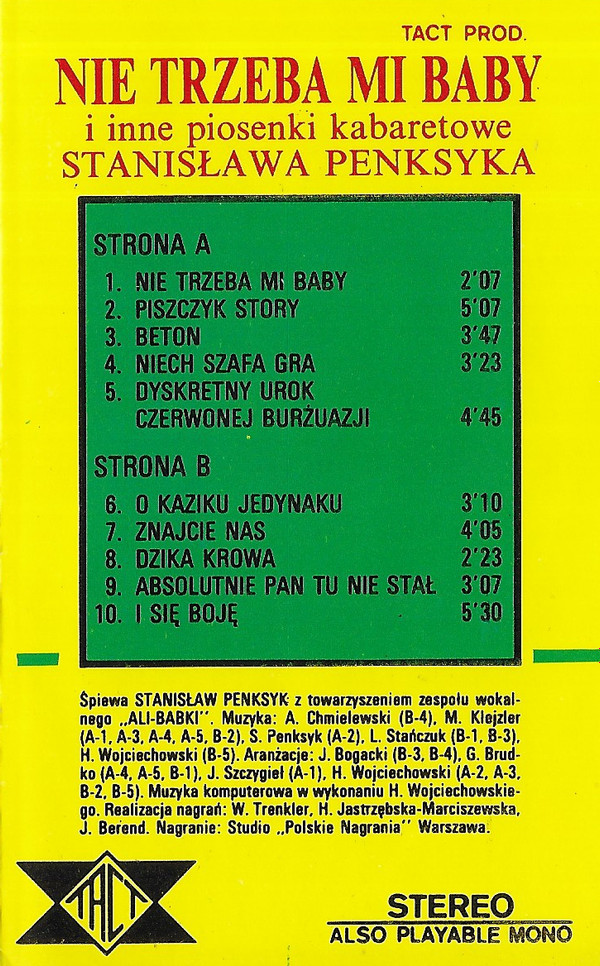 TACT PROD.
NIE TRZEBA MI BABY
i inne piosenki kabaretowe
STANISŁAWA PENKSYKA
STRONA A
1. NIE TRZEBA MI BABY 2'07
2. PISZCZYK STORY 5'07
3. BETON 3'47
4. NIECH SZAFA GRA 3'23
5. DYSKRETNY UROK
CZERWONEJ BURŻUAZJI 4'45
STRONA B
6. O KAZIKU JEDYNAKU 3'10
7. ZNAJCIE NAS 4'05
8. DZIKA KROWA 2'23
9. ABSOLUTNIE PAN TU NIE STAŁ 3'07
10. I SIĘ BOJĘ 5'30
Śpiewa STANISŁAW PENKSYK z towarzyszeniem zespołu wokal-
nego „ALI-BABKI". Muzyka: A. Chmielewski (B-4), M. Klejzler
(A-1, A-3, A-4, A-5, B-2), S. Penksyk (A-2), L. Stańczuk (B-1, B-3),
H. Wojciechowski (B-5). Aranżacje: J. Bogacki (B-3, B-4), G. Brud-
ko (A-4, A-5, B-1), J. Szczygieł (A-1), H. Wojciechowski (A-2, A-3,
B-2, B-5). Muzyka komputerowa w wykonaniu H. Wojciechowskie-
go. Realizacja nagrań: W. Trenkler, H. Jastrzębska-Marciszewska,
J. Berend. Nagranie: Studio „Polskie Nagrania" Warszawa.
TACT
STEREO
ALSO PLAYABLE MONO